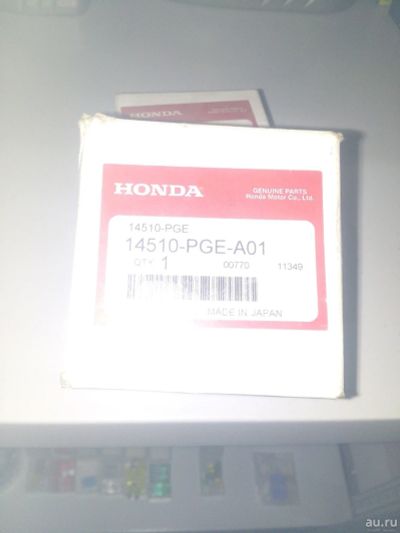 HONDA
HONDA
GENUINE PARTS
Honda Motor Co., Ltd.
14510-PGE
14510-PGE-A01
QTY 1 00770 11349
MADE IN JAPAN
au.ru